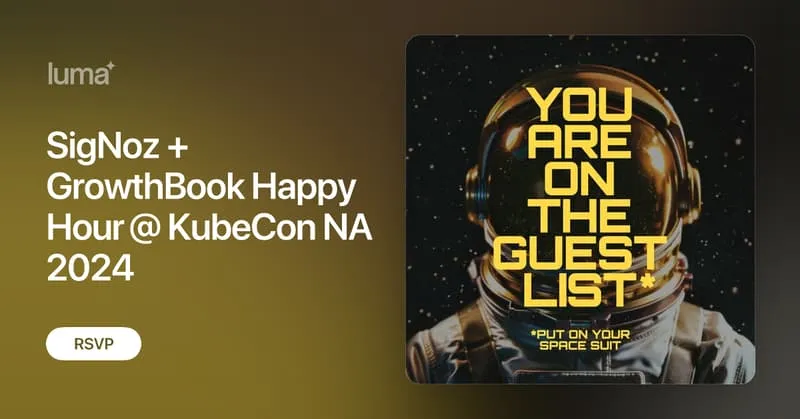 luma
SigNoz +
GrowthBook Happy
Hour @ KubeCon NA
2024
RSVP
YOU
ARE
ON
THE
GUEST
LIST*
*PUT ON YOUR
SPACE SUIT